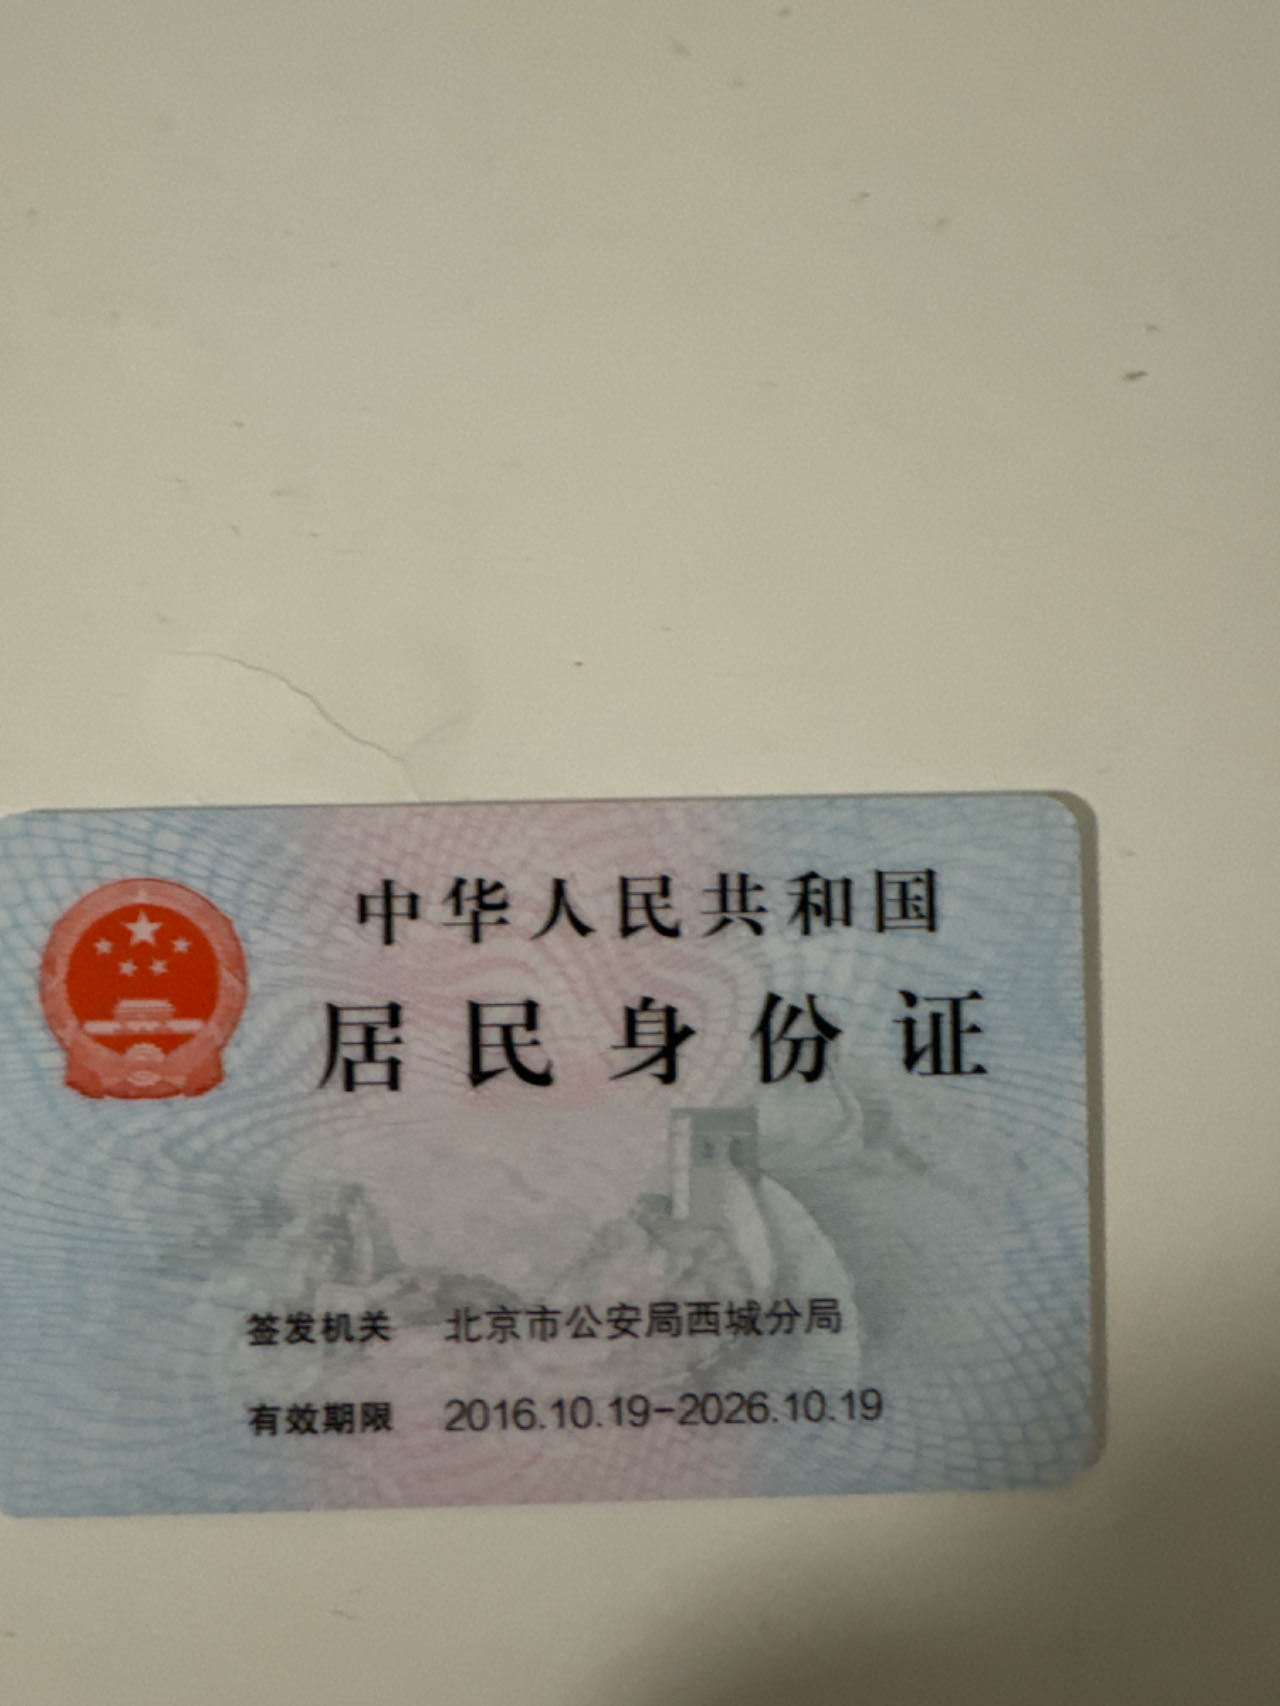 中华人民共和国
居民身份证
签发机关 北京市公安局西城分局
有效期限 2016.10.19-2026.10.19